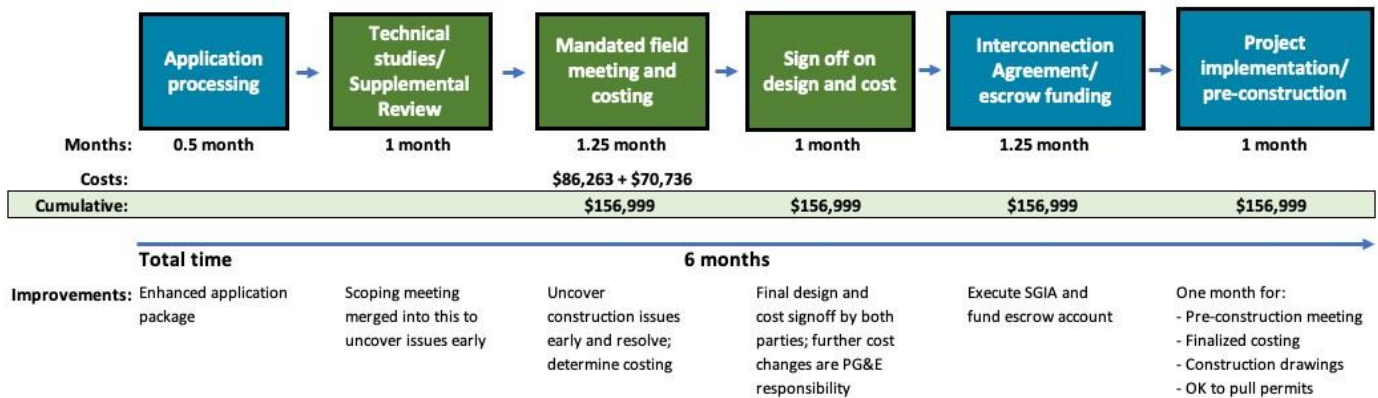 Application
processing
Technical
studies/
Supplemental
Review
Mandated field
meeting and
costing
Sign off on
design and cost
Interconnection
Agreement/
escrow funding
Project
implementation/
pre-construction
Months: 0.5 month 1 month 1.25 month 1 month 1.25 month 1 month
Costs: $86,263 + $70,736
Cumulative: $156,999 $156,999 $156,999 $156,999
Total time 6 months
Improvements:
Enhanced application
package
Scoping meeting
merged into this to
uncover issues early
Uncover
construction issues
early and resolve;
determine costing
Final design and
cost signoff by both
parties; further cost
changes are PG&E
responsibility
Execute SGIA and
fund escrow account
One month for:
- Pre-construction meeting
- Finalized costing
- Construction drawings
- OK to pull permits